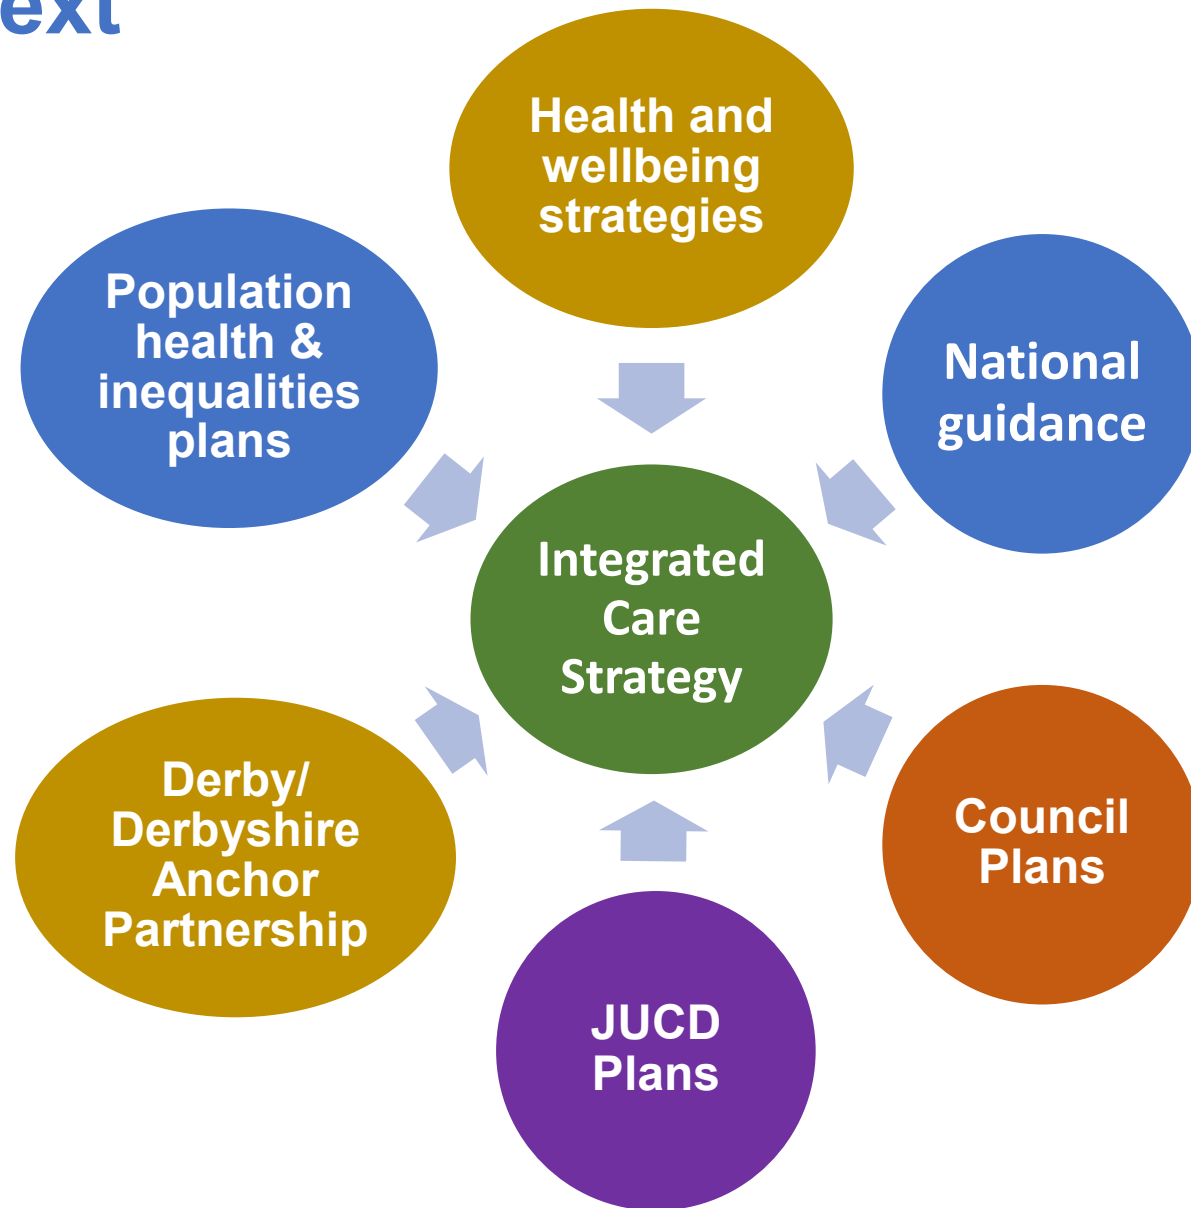 ext
Health and
wellbeing
strategies
Population
health &
inequalities
plans
National
guidance
Integrated
Care
Strategy
Derby/
Derbyshire
Anchor
Partnership
Council
Plans
JUCD
Plans